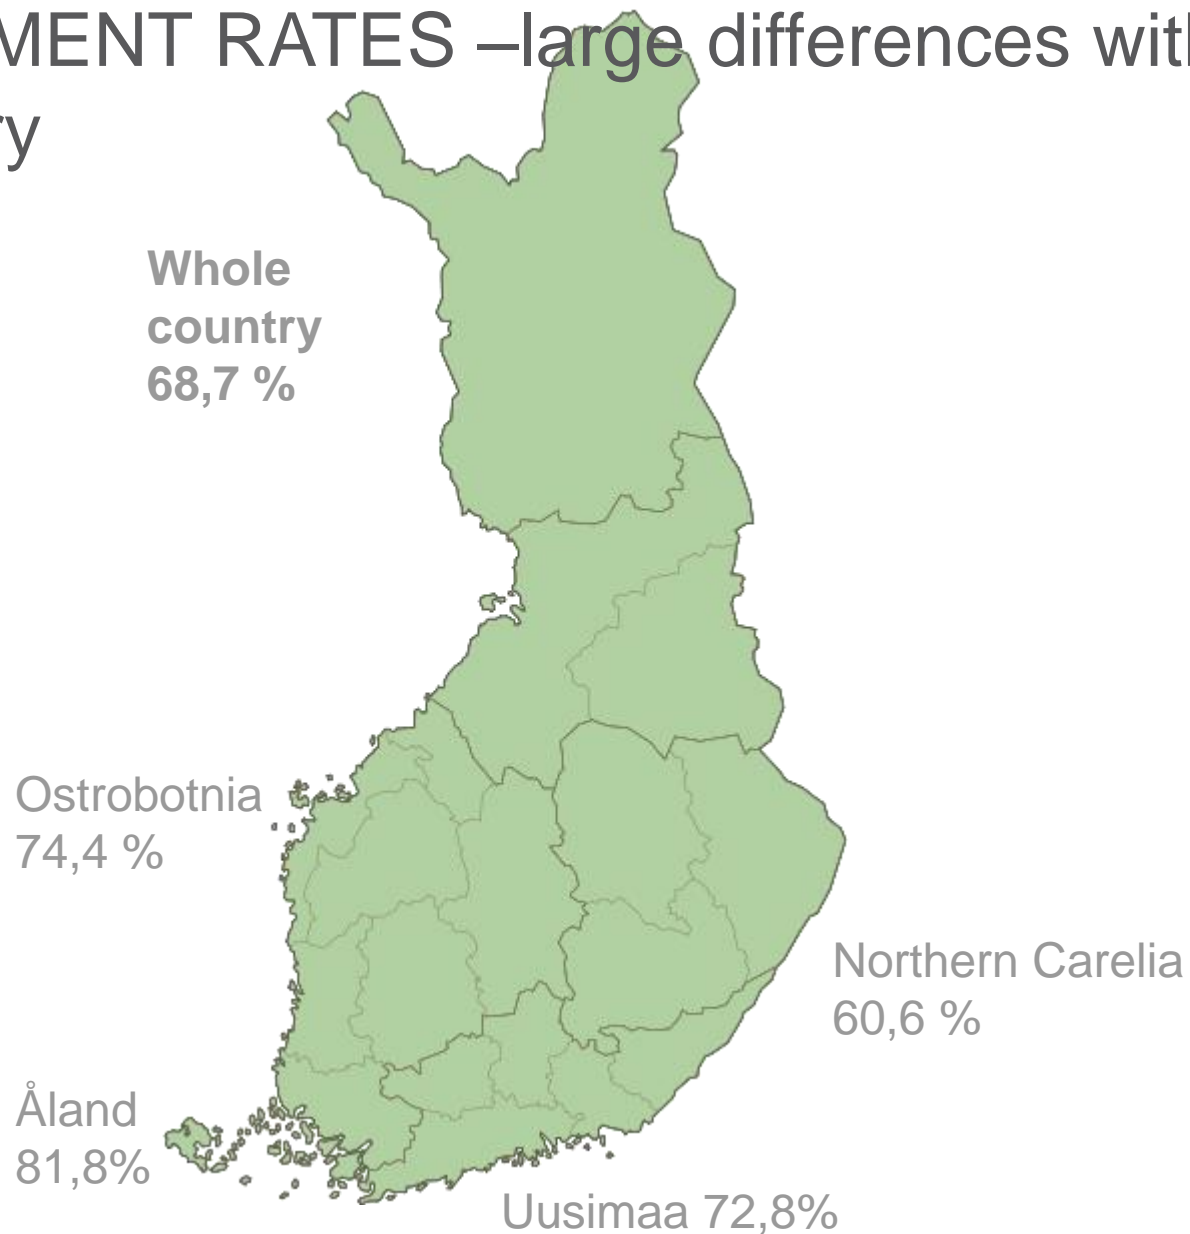 MENT RATES –large differences wit
ry
Whole
country
68,7 %
Ostrobotnia
74,4 %
Northern Carelia
60,6 %
Åland
81,8%
Uusimaa 72,8%